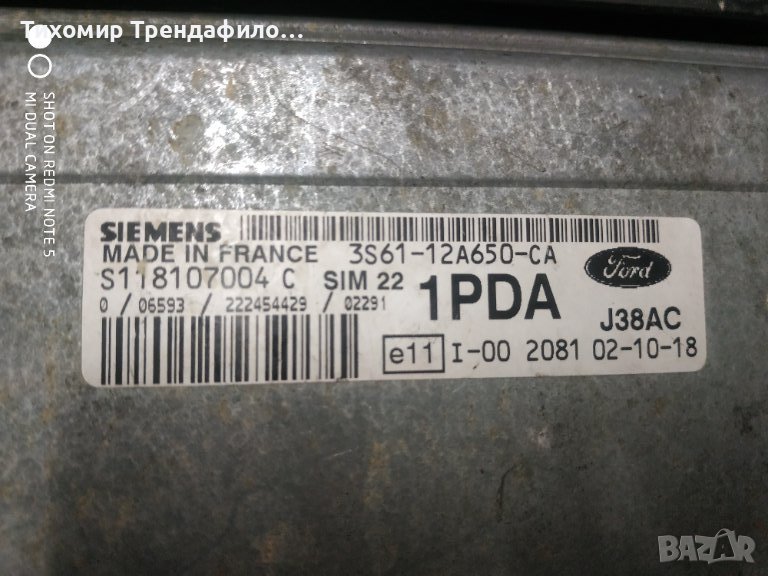 Тихомир Трендафило...
SHOT ON REDMI NOTE 5
MI DUAL CAMERA
SIEMENS
MADE IN FRANCE 3S61-12A650-CA
S118107004 C SIM 22
Ford
0 / 06593 / 222454429 / 02291
1PDA
J38AC
e11 I-00 2081 02-10-18
BAZAR